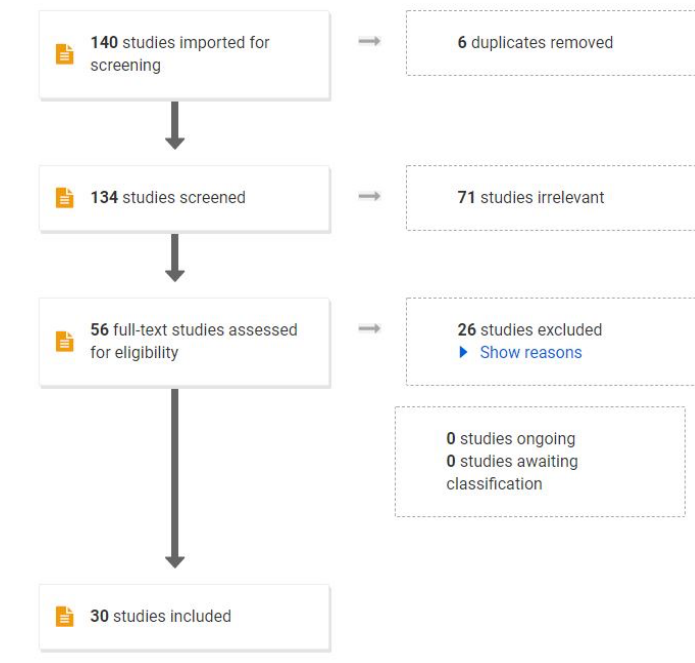 140 studies imported for
screening
6 duplicates removed
134 studies screened
71 studies irrelevant
56 full-text studies assessed
for eligibility
26 studies excluded
Show reasons
0 studies ongoing
0 studies awaiting
classification
30 studies included